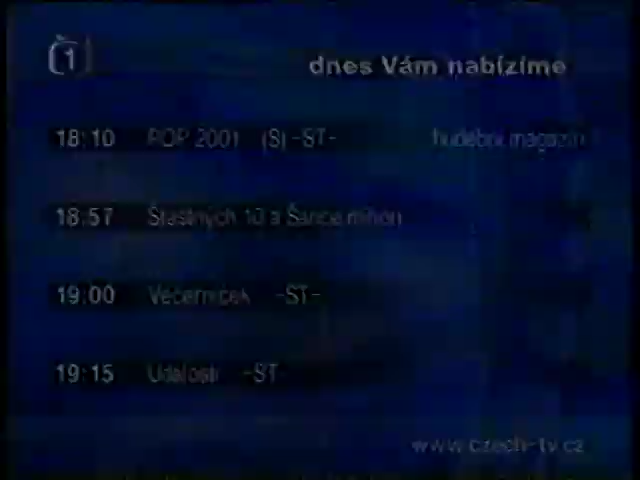 1 dnes Vám nabízíme
18:10 POP 2001 (S) -ST- hudební magazín
18:57 Šťastných 10 a Šance milion
19:00 Večerníček -ST-
19:15 Události -ST-
www.czech-tv.cz